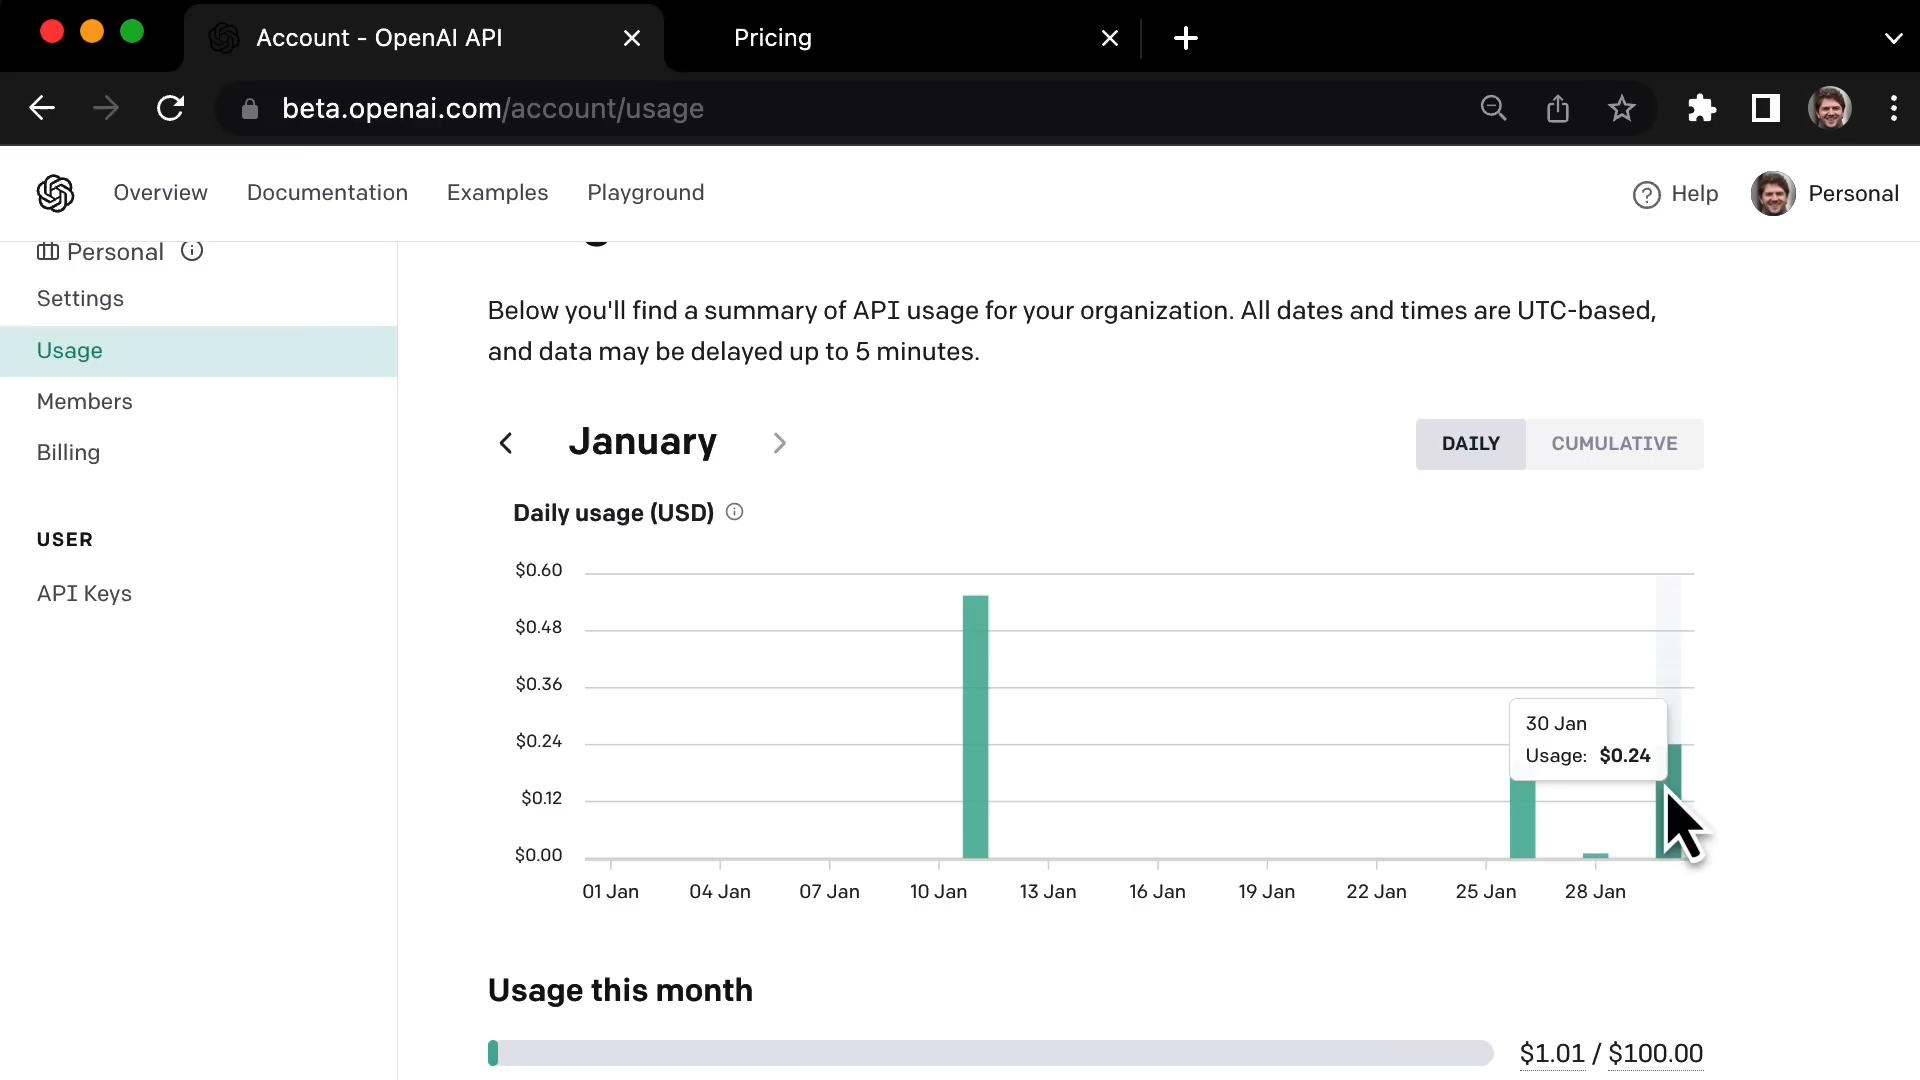 Account - OpenAI API
Pricing
beta.openai.com/account/usage
Overview
Documentation
Examples
Playground
Help
Personal
Personal
Settings
Usage
Members
Billing
USER
API Keys
Below you'll find a summary of API usage for your organization. All dates and times are UTC-based,
and data may be delayed up to 5 minutes.
January
DAILY
CUMULATIVE
Daily usage (USD)
$0.60
$0.48
$0.36
$0.24
$0.12
$0.00
30 Jan
Usage: $0.24
01 Jan
04 Jan
07 Jan
10 Jan
13 Jan
16 Jan
19 Jan
22 Jan
25 Jan
28 Jan
Usage this month
$1.01 / $100.00